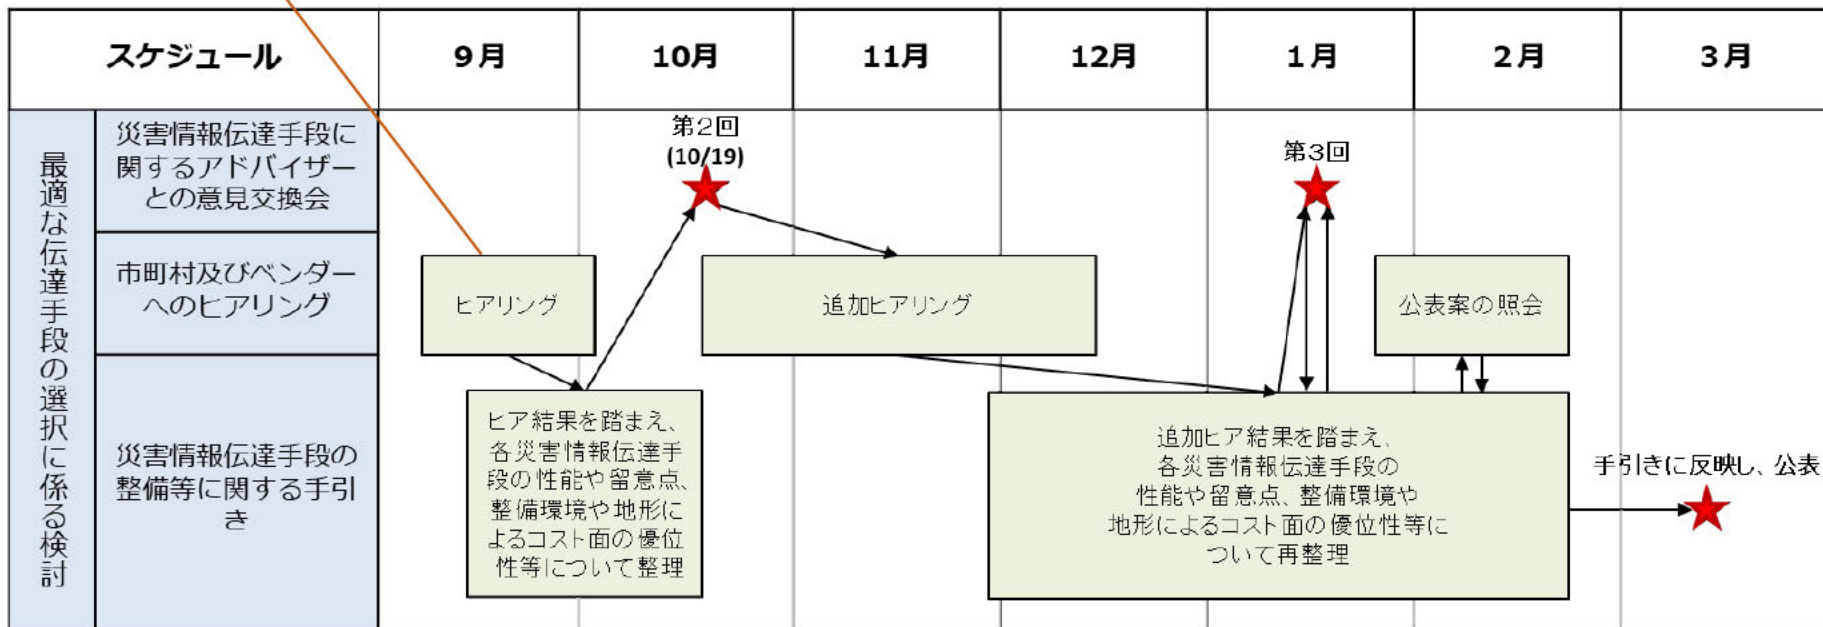 スケジュール
9月
10月
11月
12月
1月
2月
3月
最適な伝達手段の選択に係る検討
災害情報伝達手段に
関するアドバイザー
との意見交換会
第2回
(10/19)
第3回
市町村及びベンダー
へのヒアリング
ヒアリング
追加ヒアリング
公表案の照会
災害情報伝達手段の
整備等に関する手引
き
ヒア結果を踏まえ、
各災害情報伝達手
段の性能や留意点、
整備環境や地形に
よるコスト面の優位
性等について整理
追加ヒア結果を踏まえ、
各災害情報伝達手段の
性能や留意点、整備環境や
地形によるコスト面の優位性等に
ついて再整理
手引きに反映し、公表